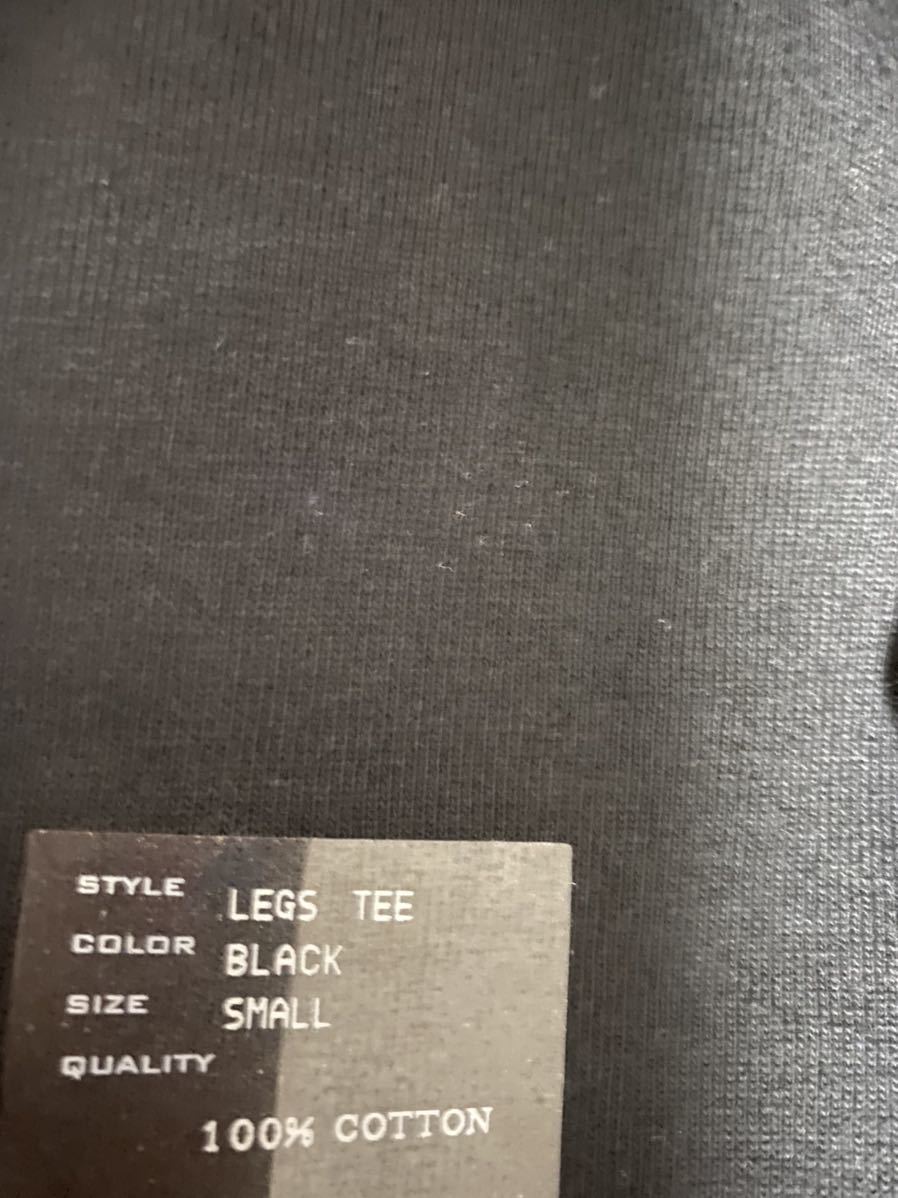 STYLE LEGS TEE
COLOR BLACK
SIZE SMALL
QUALITY
100% COTTON